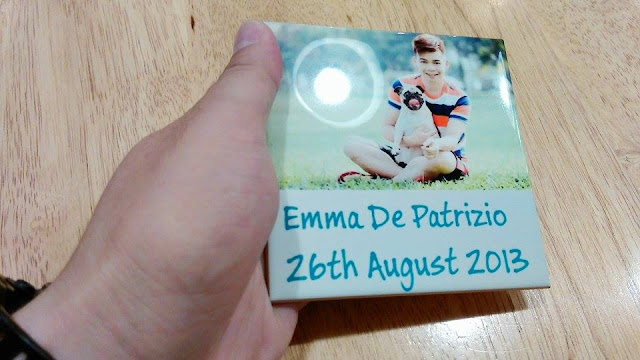 Emma De Patrizio
26th August 2013